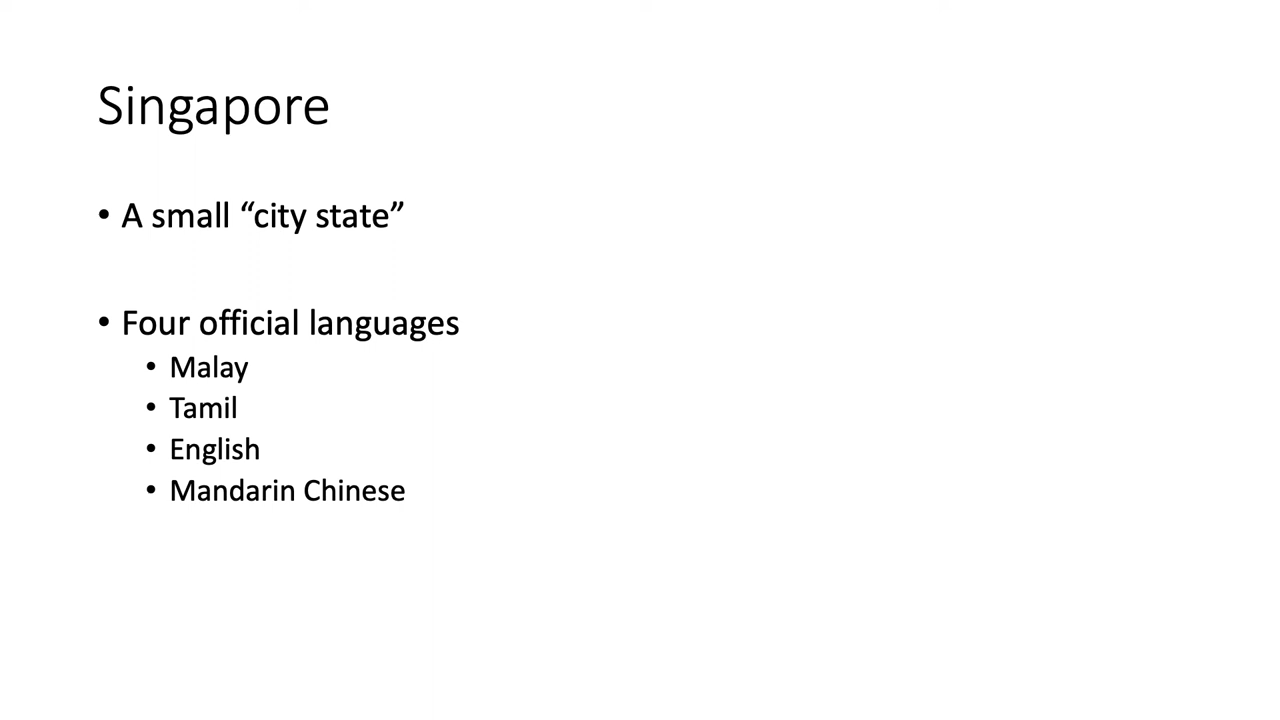 Singapore
• A small “city state”
• Four official languages
• Malay
• Tamil
• English
• Mandarin Chinese